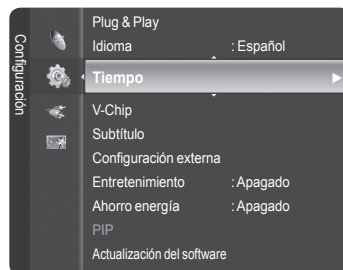 Configuración
Plug & Play
Idioma : Español
Tiempo
V-Chip
Subtítulo
Configuración externa
Entretenimiento : Apagado
Ahorro energía : Apagado
PIP
Actualización del software